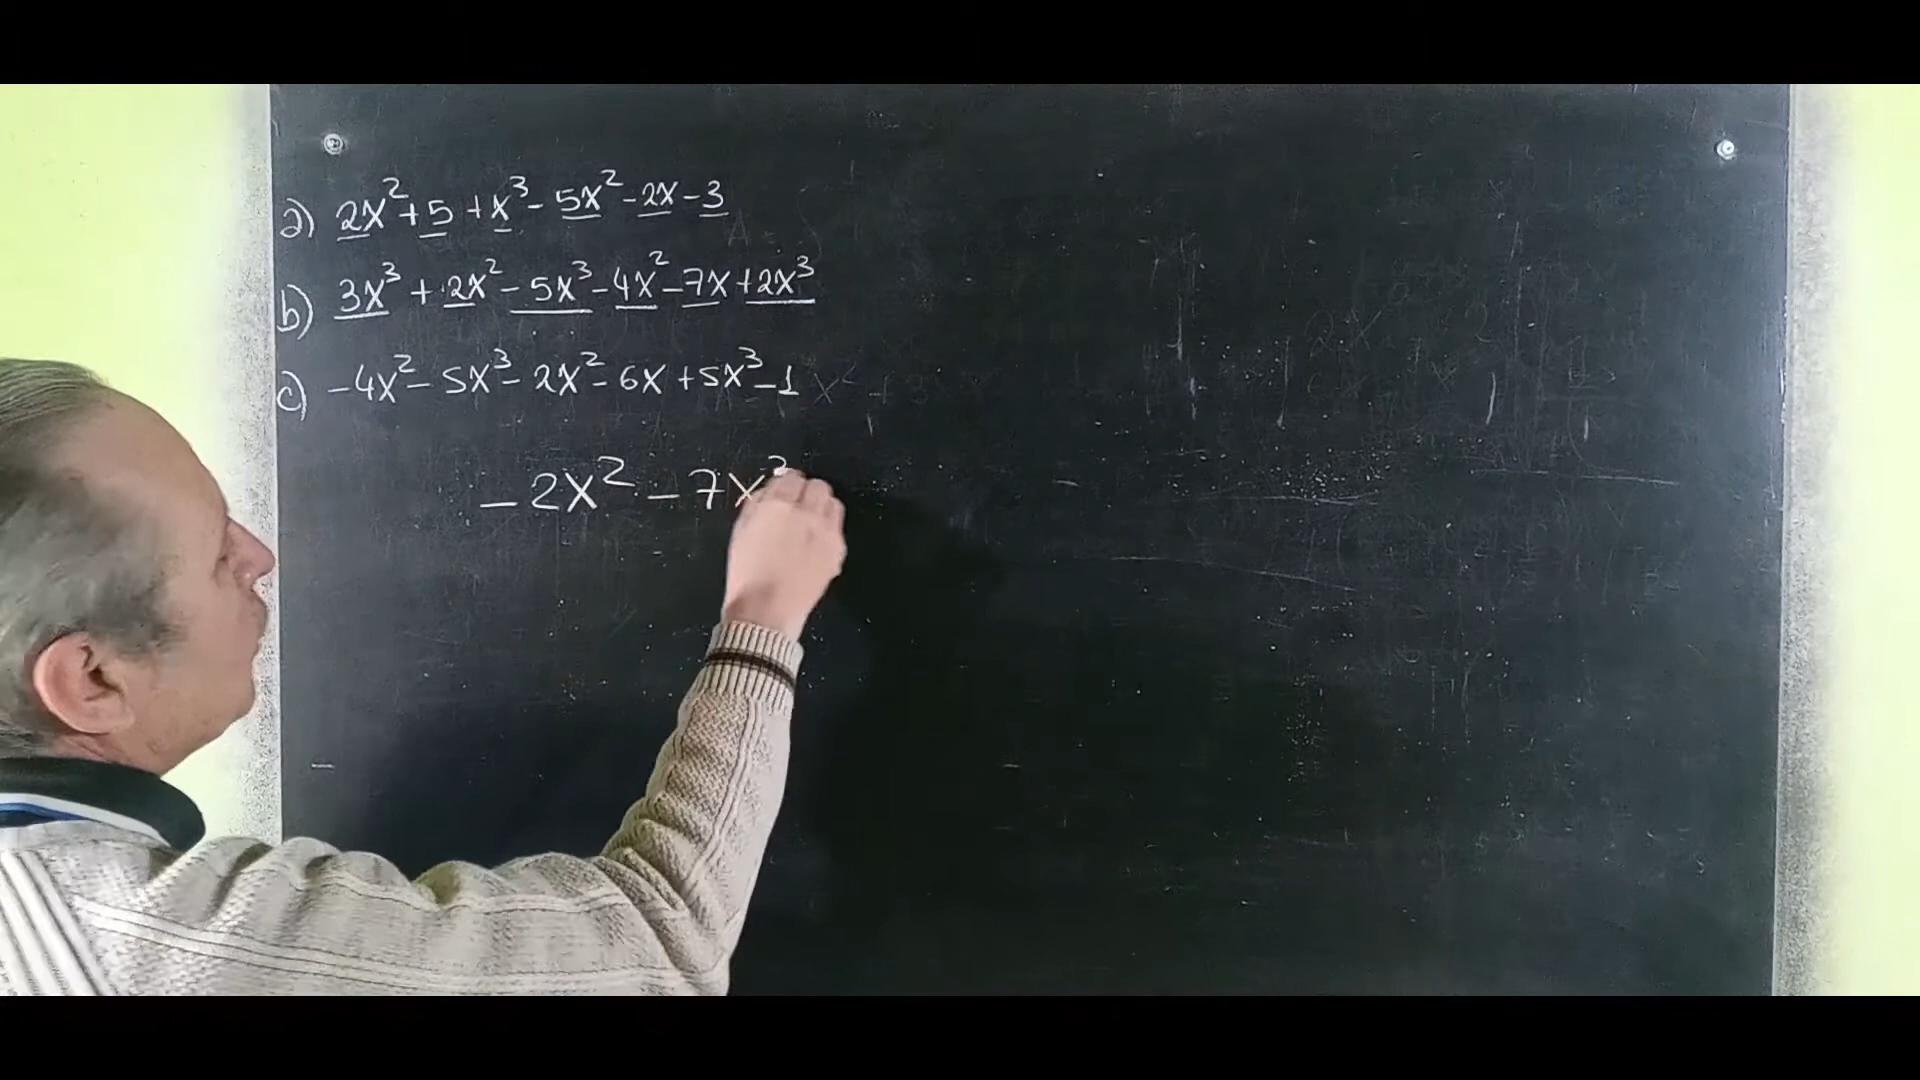 a) 2x² + 5 + x³ - 5x² - 2x - 3
b) 3x³ + 2x² - 5x³ - 4x² - 7x + 2x³
c) -4x² - 5x³ - 2x² - 6x + 5x³ - 1
- 2x² - 7x